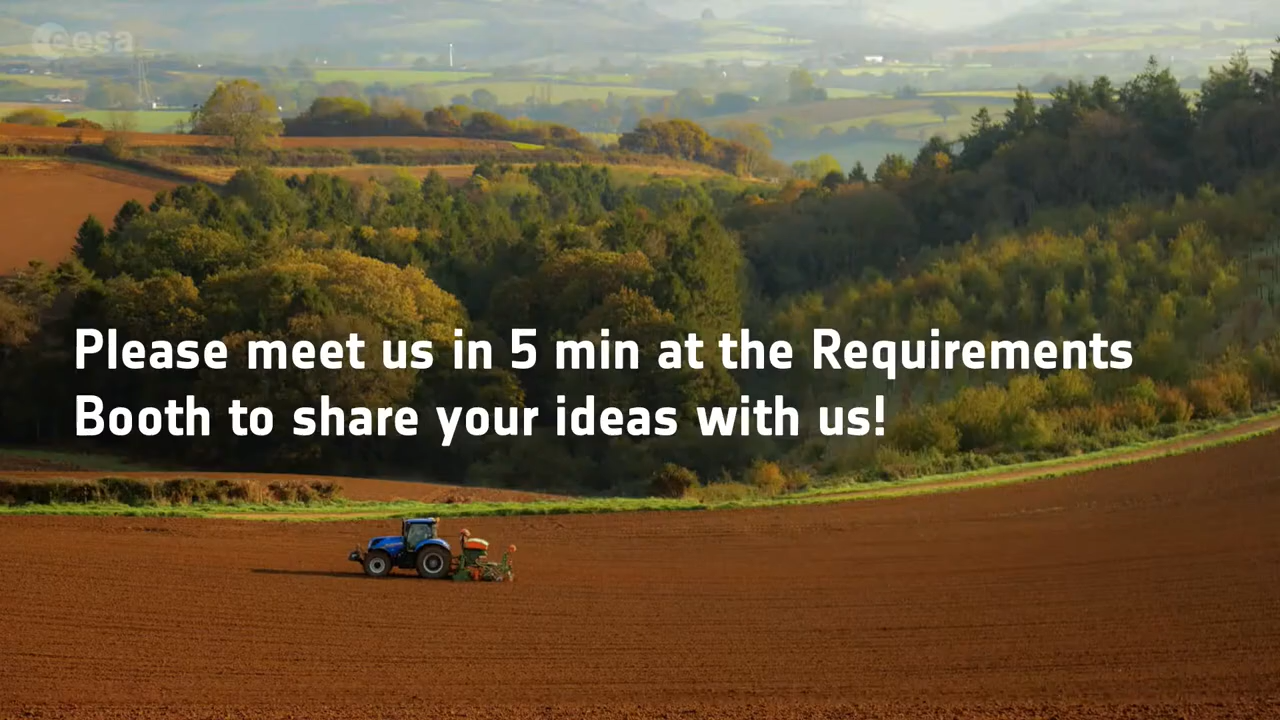 esa
Please meet us in 5 min at the Requirements
Booth to share your ideas with us!